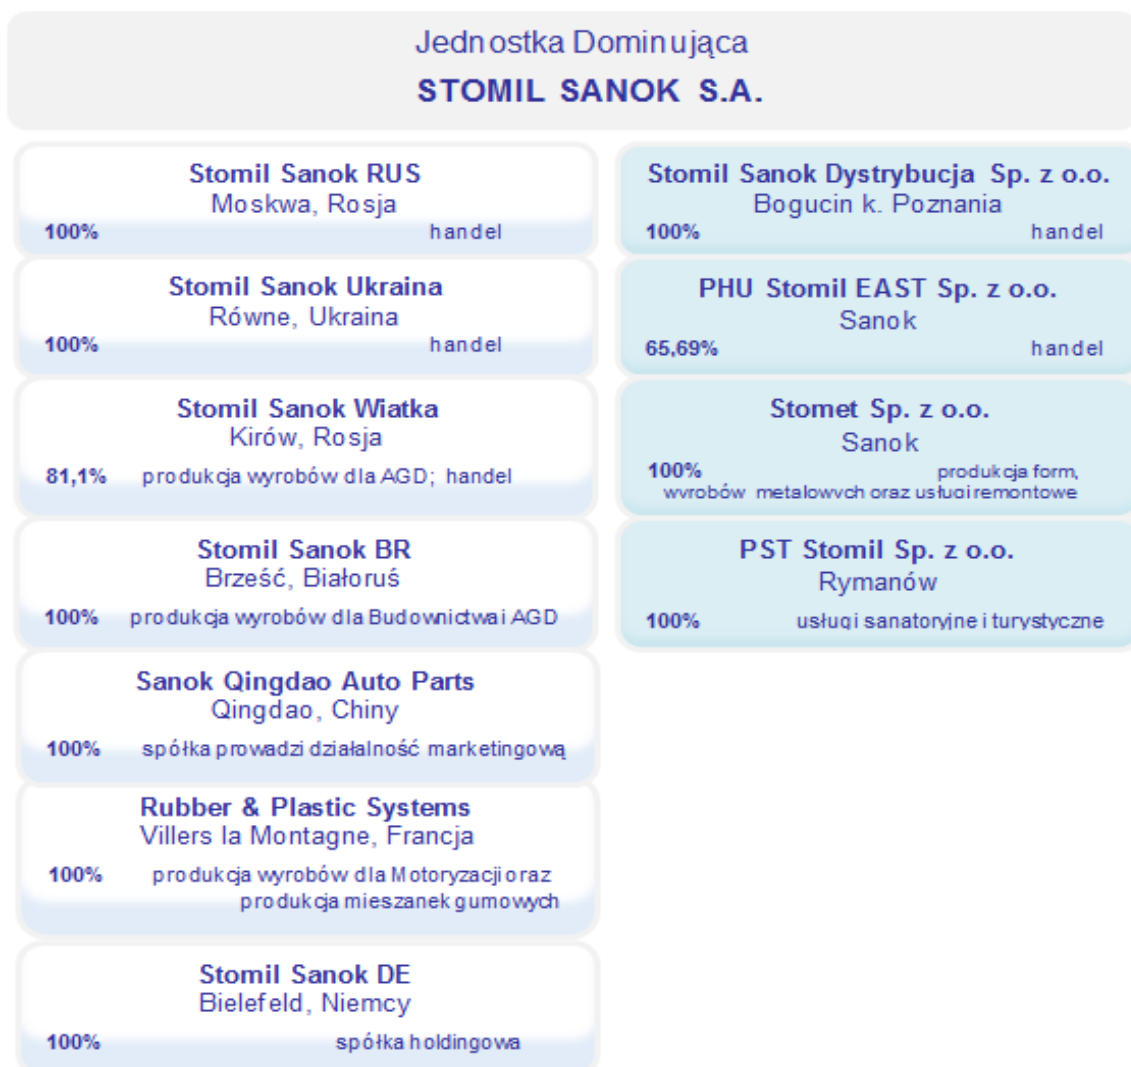 Jednostka Dominująca
STOMIL SANOK S.A.
Stomil Sanok RUS
Moskwa, Rosja
100% handel
Stomil Sanok Ukraina
Równe, Ukraina
100% handel
Stomil Sanok Wiatka
Kirów, Rosja
81,1% produkcja wyrobów dla AGD; handel
Stomil Sanok BR
Brześć, Białoruś
100% produkcja wyrobów dla Budownictwa i AGD
Sanok Qingdao Auto Parts
Qingdao, Chiny
100% spółka prowadzi działalność marketingową
Rubber & Plastic Systems
Villers la Montagne, Francja
100% produkcja wyrobów dla Motoryzacji oraz
produkcja mieszanek gumowych
Stomil Sanok DE
Bielefeld, Niemcy
100% spółka holdingowa
Stomil Sanok Dystrybucja Sp. z o.o.
Bogucin k. Poznania
100% handel
PHU Stomil EAST Sp. z o.o.
Sanok
65,69% handel
Stomet Sp. z o.o.
Sanok
100% produkcja form,
wyrobów metalowych oraz usługi remontowe
PST Stomil Sp. z o.o.
Rymanów
100% usługi sanatoryjne i turystyczne